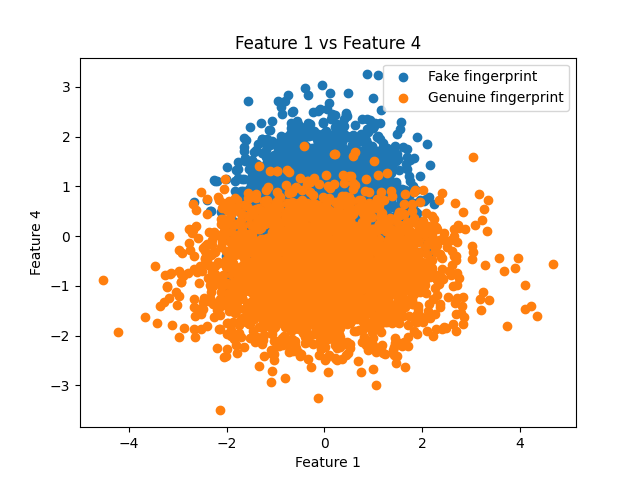 Feature 1 vs Feature 4
Fake fingerprint
Genuine fingerprint
3
2
1
0
−1
−2
−3
Feature 4
−4
−2
0
2
4
Feature 1